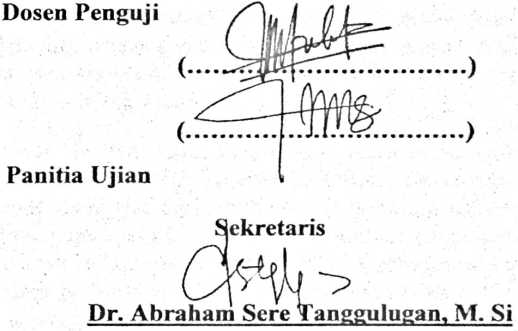 Dosen Penguji
(....................................)
(....................................)
Panitia Ujian
Sekretaris
Dr. Abraham Sere Tanggulugan, M. Si